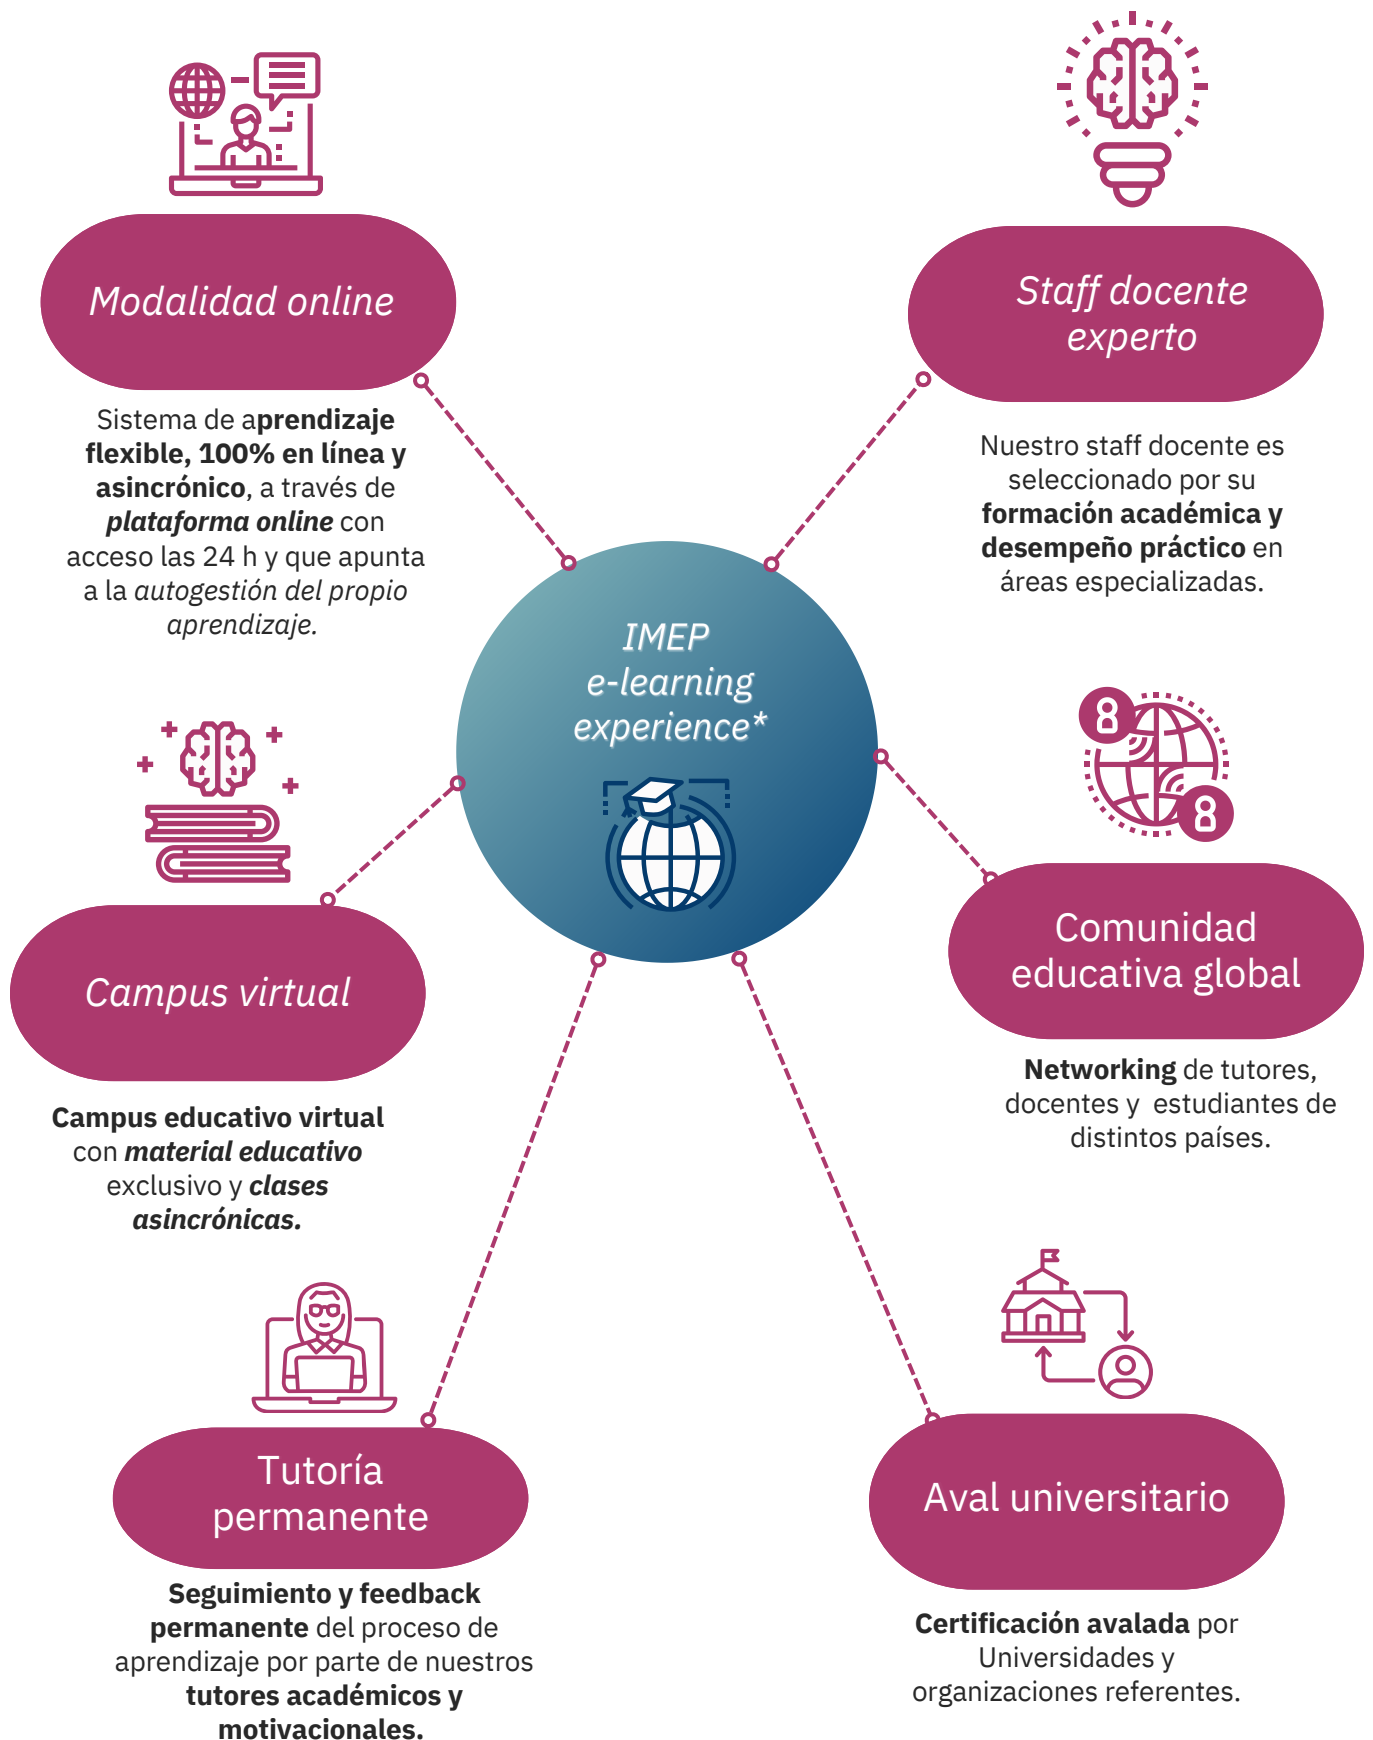 Modalidad online
Sistema de aprendizaje
flexible, 100% en línea y
asincrónico, a través de
plataforma online con
acceso las 24 h y que apunta
a la autogestión del propio
aprendizaje.
Staff docente
experto
Nuestro staff docente es
seleccionado por su
formación académica y
desempeño práctico en
áreas especializadas.
IMEP
e-learning
experience*
Campus virtual
Campus educativo virtual
con material educativo
exclusivo y clases
asincrónicas.
Comunidad
educativa global
Networking de tutores,
docentes y  estudiantes de
distintos países.
Tutoría
permanente
Seguimiento y feedback
permanente del proceso de
aprendizaje por parte de nuestros
tutores académicos y
motivacionales.
Aval universitario
Certificación avalada por
Universidades y
organizaciones referentes.